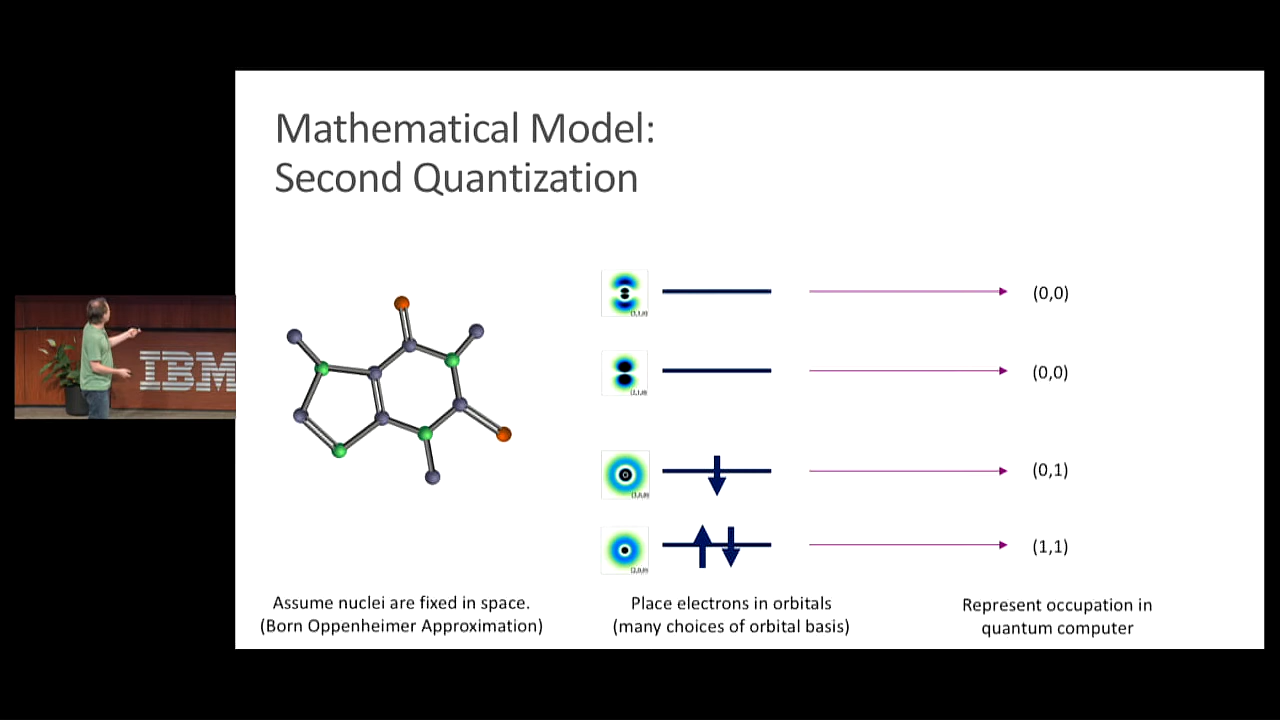 Mathematical Model:
Second Quantization
IBM
(0,0)
(0,0)
(0,1)
(1,1)
Assume nuclei are fixed in space.
(Born Oppenheimer Approximation)
Place electrons in orbitals
(many choices of orbital basis)
Represent occupation in
quantum computer